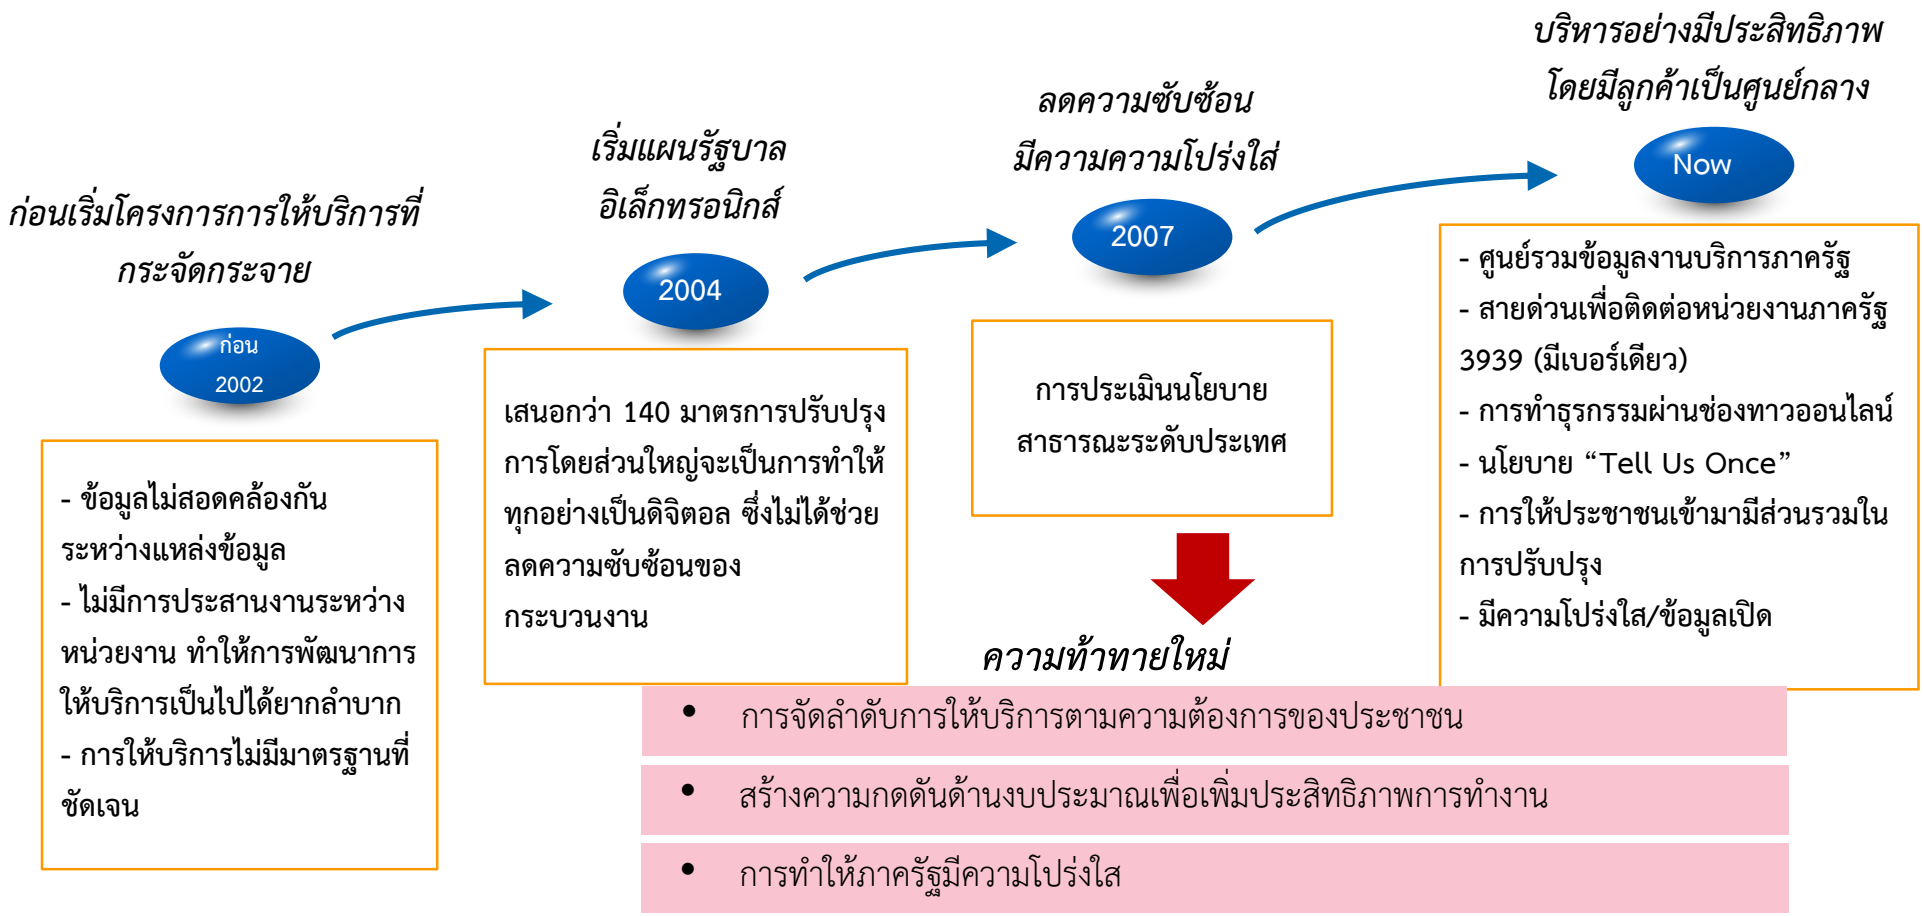 ก่อนเริ่มโครงการการให้บริการที่
กระจัดกระจาย
ก่อน
2002
- ข้อมูลไม่สอดคล้องกัน
ระหว่างแหล่งข้อมูล
- ไม่มีการประสานงานระหว่าง
หน่วยงาน ทำให้การพัฒนาการ
ให้บริการเป็นไปได้ยากลำบาก
- การให้บริการไม่มีมาตรฐานที่
ชัดเจน
เริ่มแผนรัฐบาล
อิเล็กทรอนิกส์
2004
เสนอกว่า 140 มาตรการปรับปรุง
การโดยส่วนใหญ่จะเป็นการทำให้
ทุกอย่างเป็นดิจิตอล ซึ่งไม่ได้ช่วย
ลดความซับซ้อนของ
กระบวนงาน
ลดความซับซ้อน
มีความความโปร่งใส่
2007
การประเมินนโยบาย
สาธารณะระดับประเทศ
บริหารอย่างมีประสิทธิภาพ
โดยมีลูกค้าเป็นศูนย์กลาง
Now
- ศูนย์รวมข้อมูลงานบริการภาครัฐ
- สายด่วนเพื่อติดต่อหน่วยงานภาครัฐ
3939 (มีเบอร์เดียว)
- การทำธุรกรรมผ่านช่องทาวออนไลน์
- นโยบาย “Tell Us Once”
- การให้ประชาชนเข้ามามีส่วนรวมใน
การปรับปรุง
- มีความโปร่งใส/ข้อมูลเปิด
ความท้าทายใหม่
• การจัดลำดับการให้บริการตามความต้องการของประชาชน
• สร้างความกดดันด้านงบประมาณเพื่อเพิ่มประสิทธิภาพการทำงาน
• การทำให้ภาครัฐมีความโปร่งใส